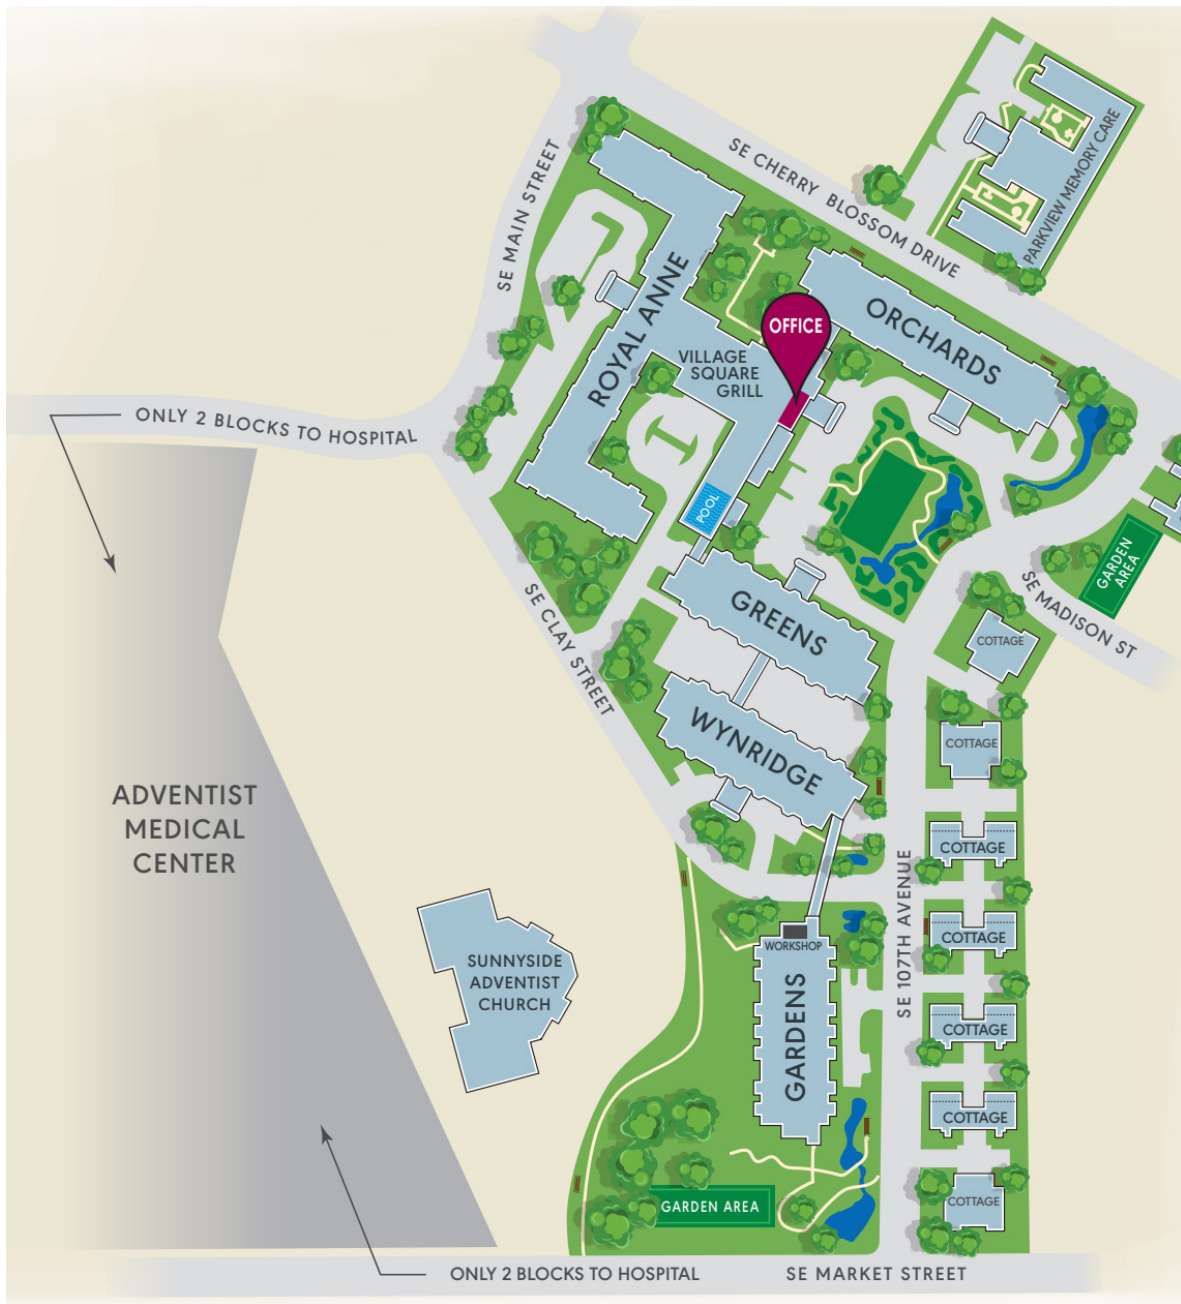 SE MAIN STREET
SE CHERRY BLOSSOM DRIVE
PARKVIEW MEMORY CARE
ROYAL ANNE
ORCHARDS
OFFICE
VILLAGE
SQUARE
GRILL
ONLY 2 BLOCKS TO HOSPITAL
POOL
GARDEN
AREA
SE MADISON ST
SE CLAY STREET
GREENS
COTTAGE
WYNRIDGE
COTTAGE
ADVENTIST
MEDICAL
CENTER
COTTAGE
SE 107TH AVENUE
COTTAGE
WORKSHOP
SUNNYSIDE
ADVENTIST
CHURCH
GARDENS
COTTAGE
COTTAGE
COTTAGE
GARDEN AREA
ONLY 2 BLOCKS TO HOSPITAL
SE MARKET STREET